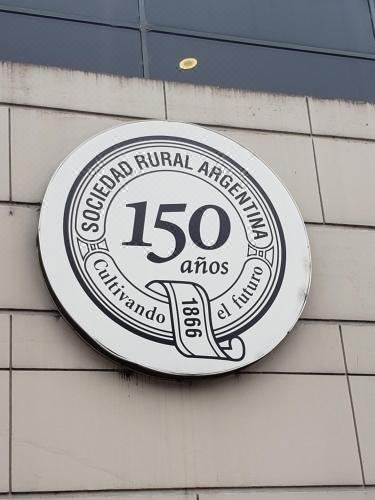 SOCIEDAD RURAL ARGENTINA
150
años
Cultivando el futuro
1866